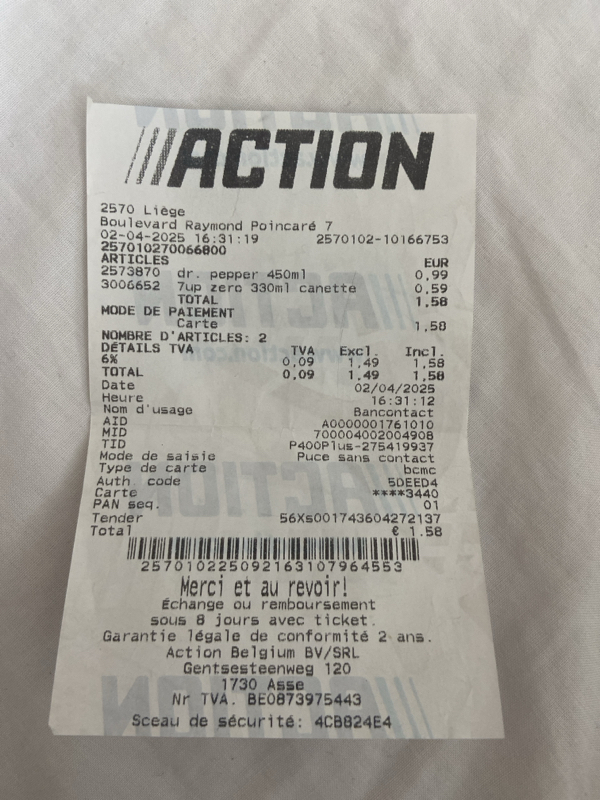 ACTION
2570 Liège
Boulevard Raymond Poincaré 7
02-04-2025 16:31:19 2570102-10166753
257010270066800
ARTICLES EUR
2573870 dr. pepper 450ml 0,99
3006652 7up zero 330ml canette 0,59
TOTAL 1,58
MODE DE PAIEMENT
Carte 1,58
NOMBRE D'ARTICLES: 2
DÉTAILS TVA TVA Excl. Incl.
6% 0,09 1,49 1,58
TOTAL 0,09 1,49 1,58
Date 02/04/2025
Heure 16:31:12
Nom d'usage Bancontact
AID A0000001761010
MID 700004002004908
TID P400Plus-275419937
Mode de saisie Puce sans contact
Type de carte bcmc
Auth. code 5DEED4
Carte ****3440
PAN seq. 01
Tender 56Xs001743604272137
Total € 1.58
257010225092163107964553
Merci et au revoir!
Échange ou remboursement
sous 8 jours avec ticket.
Garantie légale de conformité 2 ans.
Action Belgium BV/SRL
Gentsesteenweg 120
1730 Asse
Nr TVA. BE0873975443
Sceau de sécurité: 4CB824E4